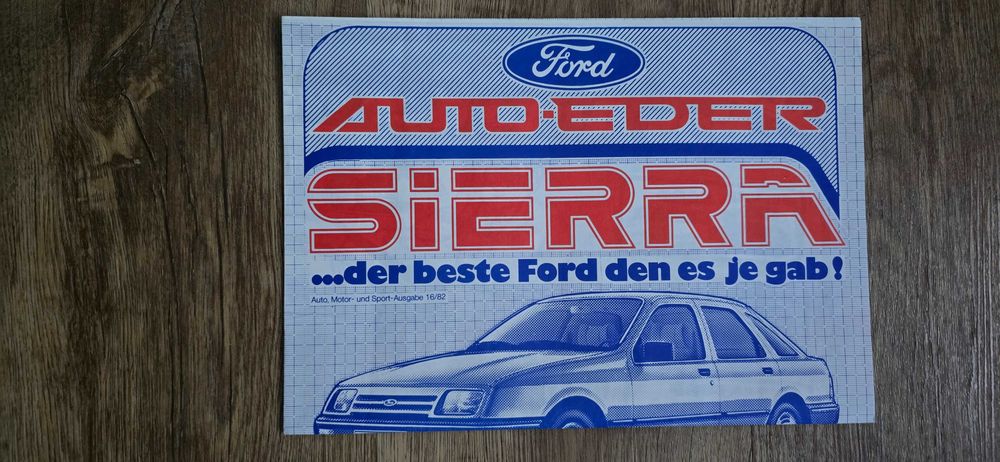 Ford
AUTO-EDER
SiERRA
...der beste Ford den es je gab!
Auto, Motor- und Sport-Ausgabe 16/82